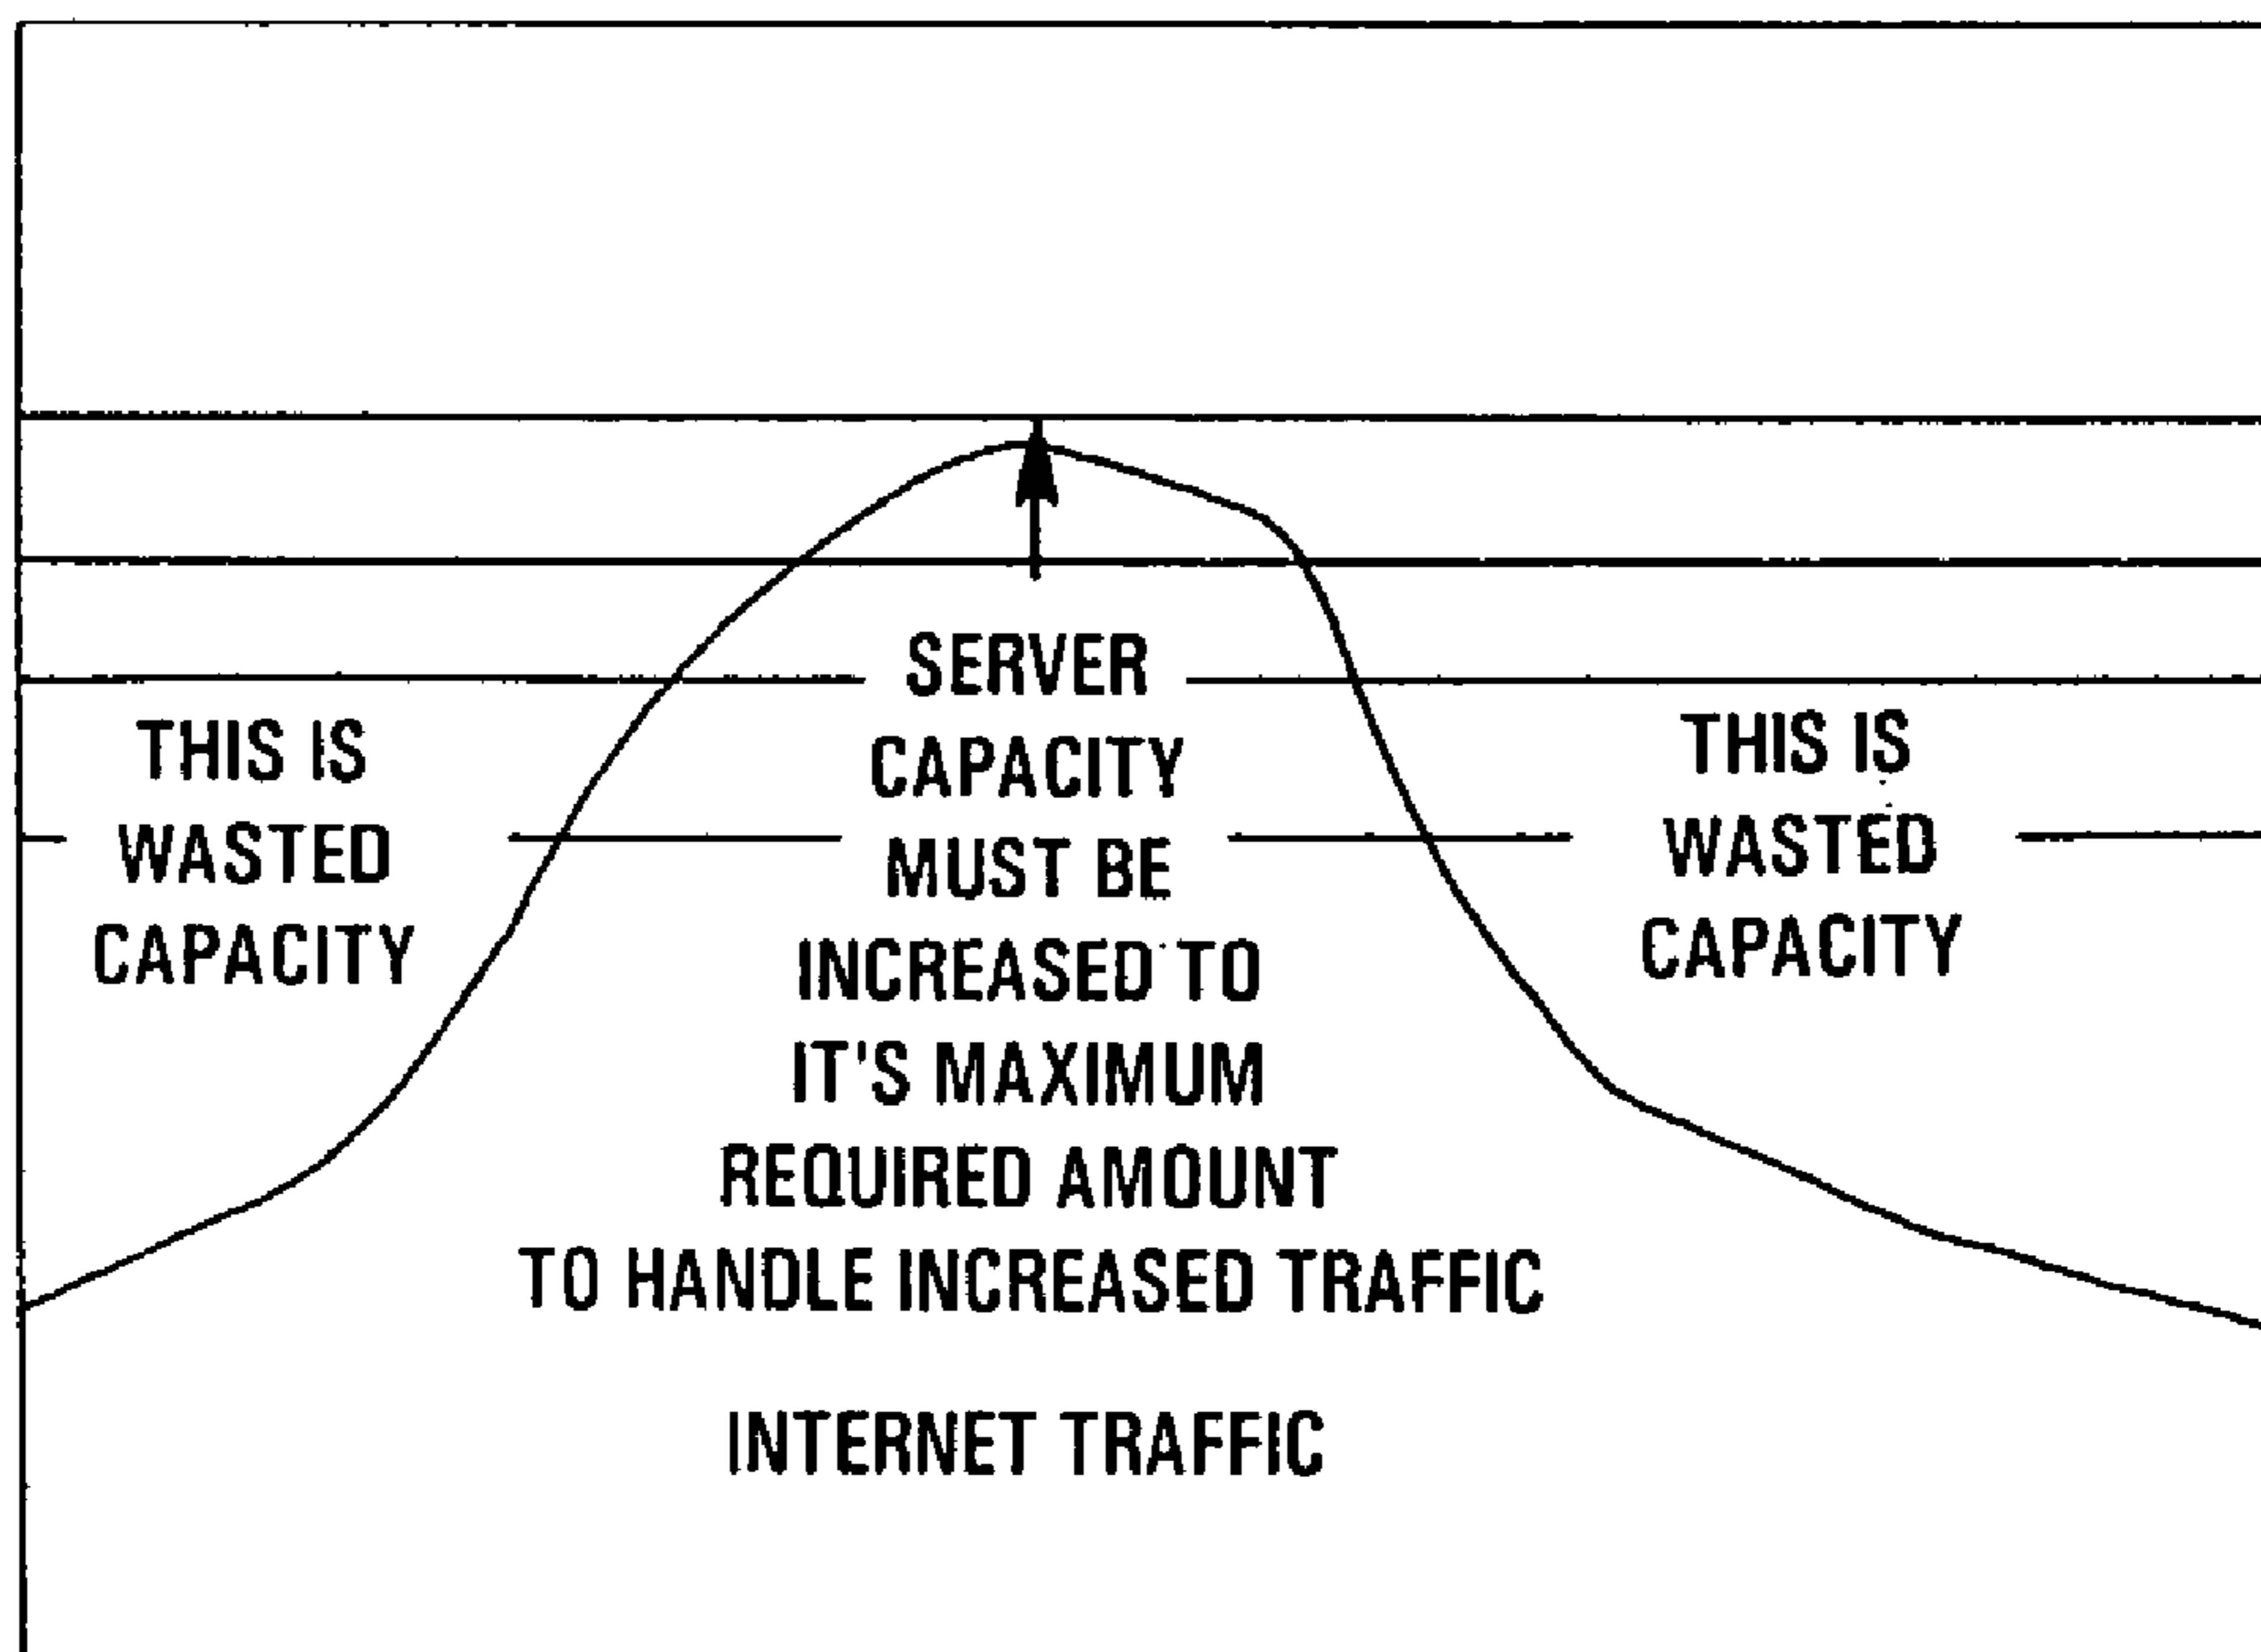 SERVER
CAPACITY
MUST BE
INCREASED TO
IT'S MAXIMUM
REQUIRED AMOUNT
TO HANDLE INCREASED TRAFFIC
THIS IS
WASTED
CAPACITY
THIS IS
WASTED
CAPACITY
INTERNET TRAFFIC